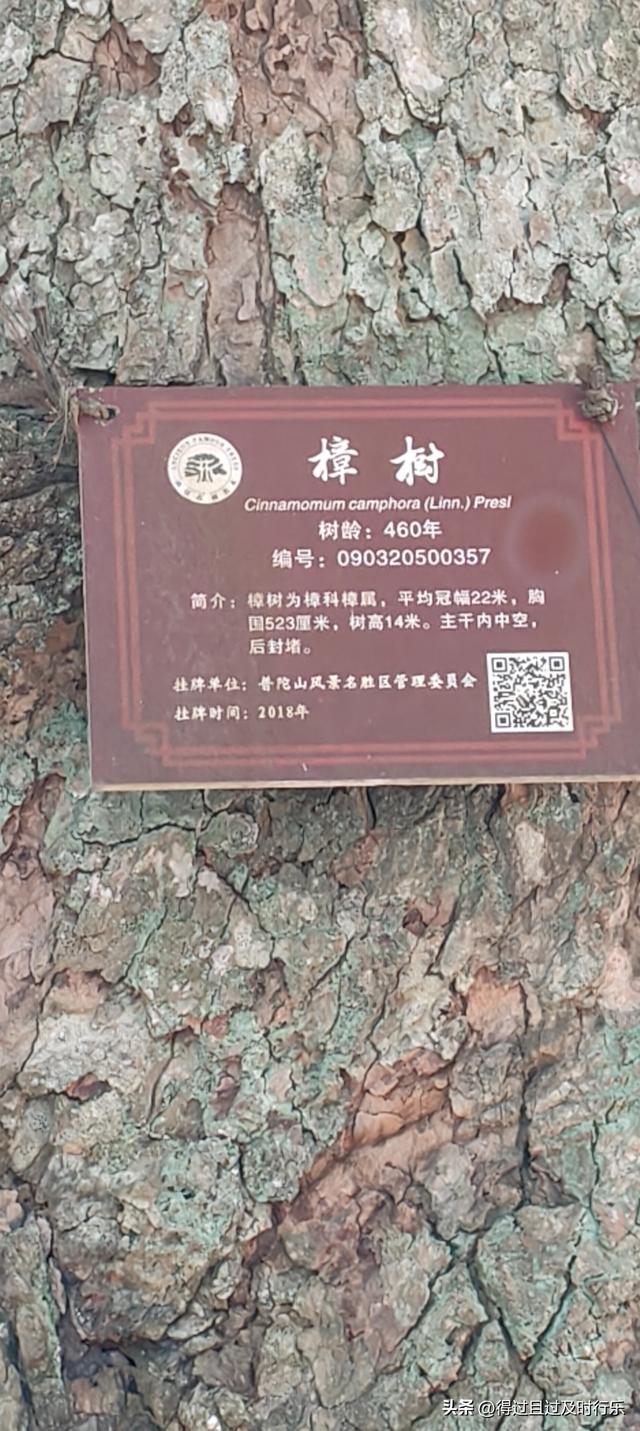 樟树
Cinnamomum camphora (Linn.) Presl
树龄：460年
编号：090320500357
简介：樟树为樟科樟属，平均冠幅22米，胸
围523厘米，树高14米。主干内中空，
后封堵。
挂牌单位：普陀山风景名胜区管理委员会
挂牌时间：2018年
头条 @得过且过及时行乐